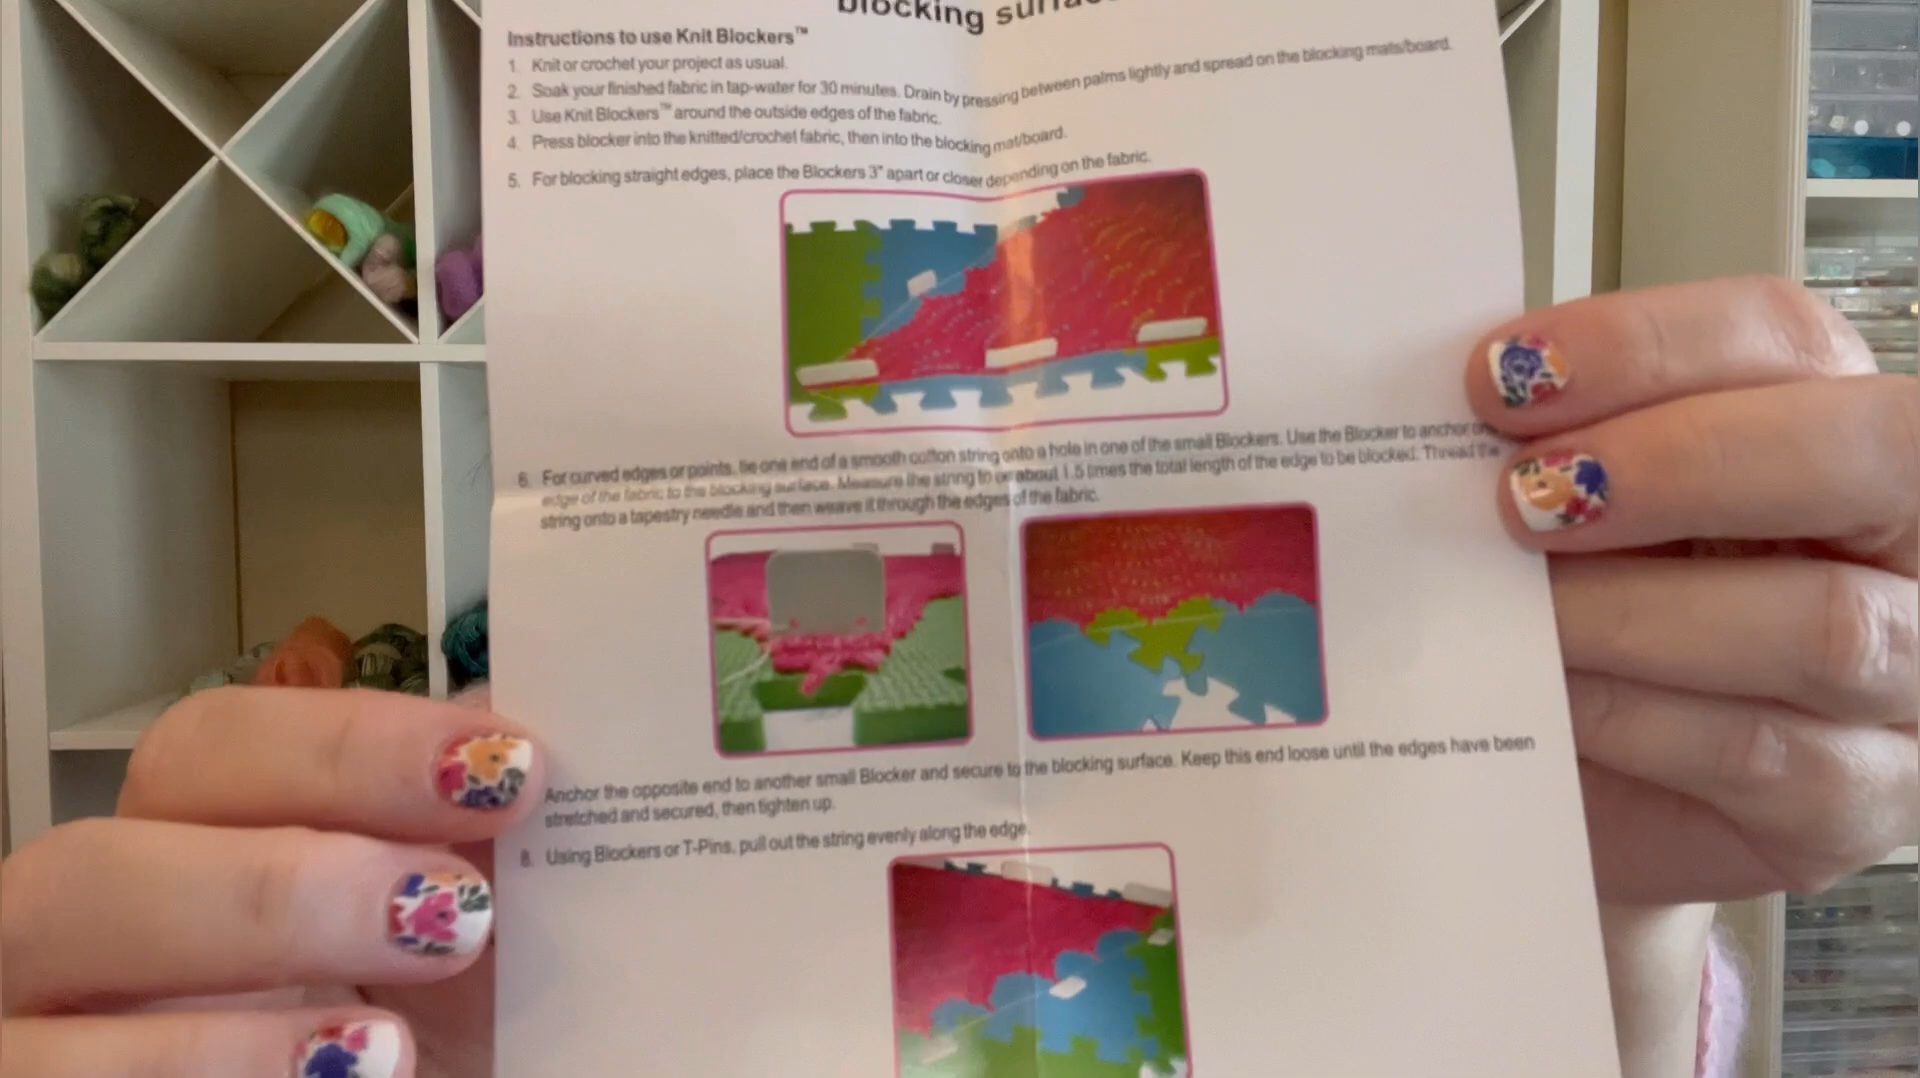 blocking surface
Instructions to use Knit Blockers™
1. Knit or crochet your project as usual.
2. Soak your finished fabric in tap-water for 30 minutes. Drain by pressing between palms lightly and spread on the blocking mats/board.
3. Use Knit Blockers™ around the outside edges of the fabric.
4. Press blocker into the knitted/crochet fabric, then into the blocking mat/board.
5. For blocking straight edges, place the Blockers 3" apart or closer depending on the fabric.
6. For curved edges or points, tie one end of a smooth cotton string onto a hole in one of the small Blockers. Use the Blocker to anchor
edge of the fabric to the blocking surface. Measure the string to be about 1.5 times the total length of the edge to be blocked. Thread the
string onto a tapestry needle and then weave it through the edges of the fabric.
Anchor the opposite end to another small Blocker and secure to the blocking surface. Keep this end loose until the edges have been
stretched and secured, then tighten up.
8. Using Blockers or T-Pins, pull out the string evenly along the edge.